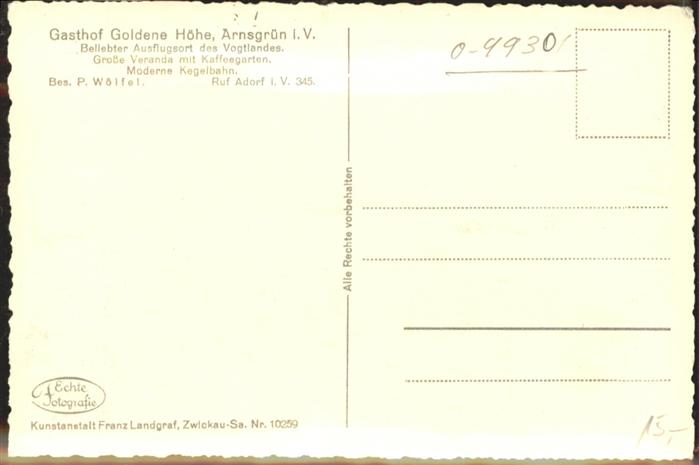 Gasthof Goldene Höhe, Arnsgrün i. V.
Beliebter Ausflugsort des Vogtlandes.
Große Veranda mit Kaffeegarten.
Moderne Kegelbahn.
Bes. P. Wölfel. Ruf Adorf i. V. 345.
0-9930
Alle Rechte vorbehalten
Echte
Fotografie
Kunstanstalt Franz Landgraf, Zwickau-Sa. Nr. 10259
15,-